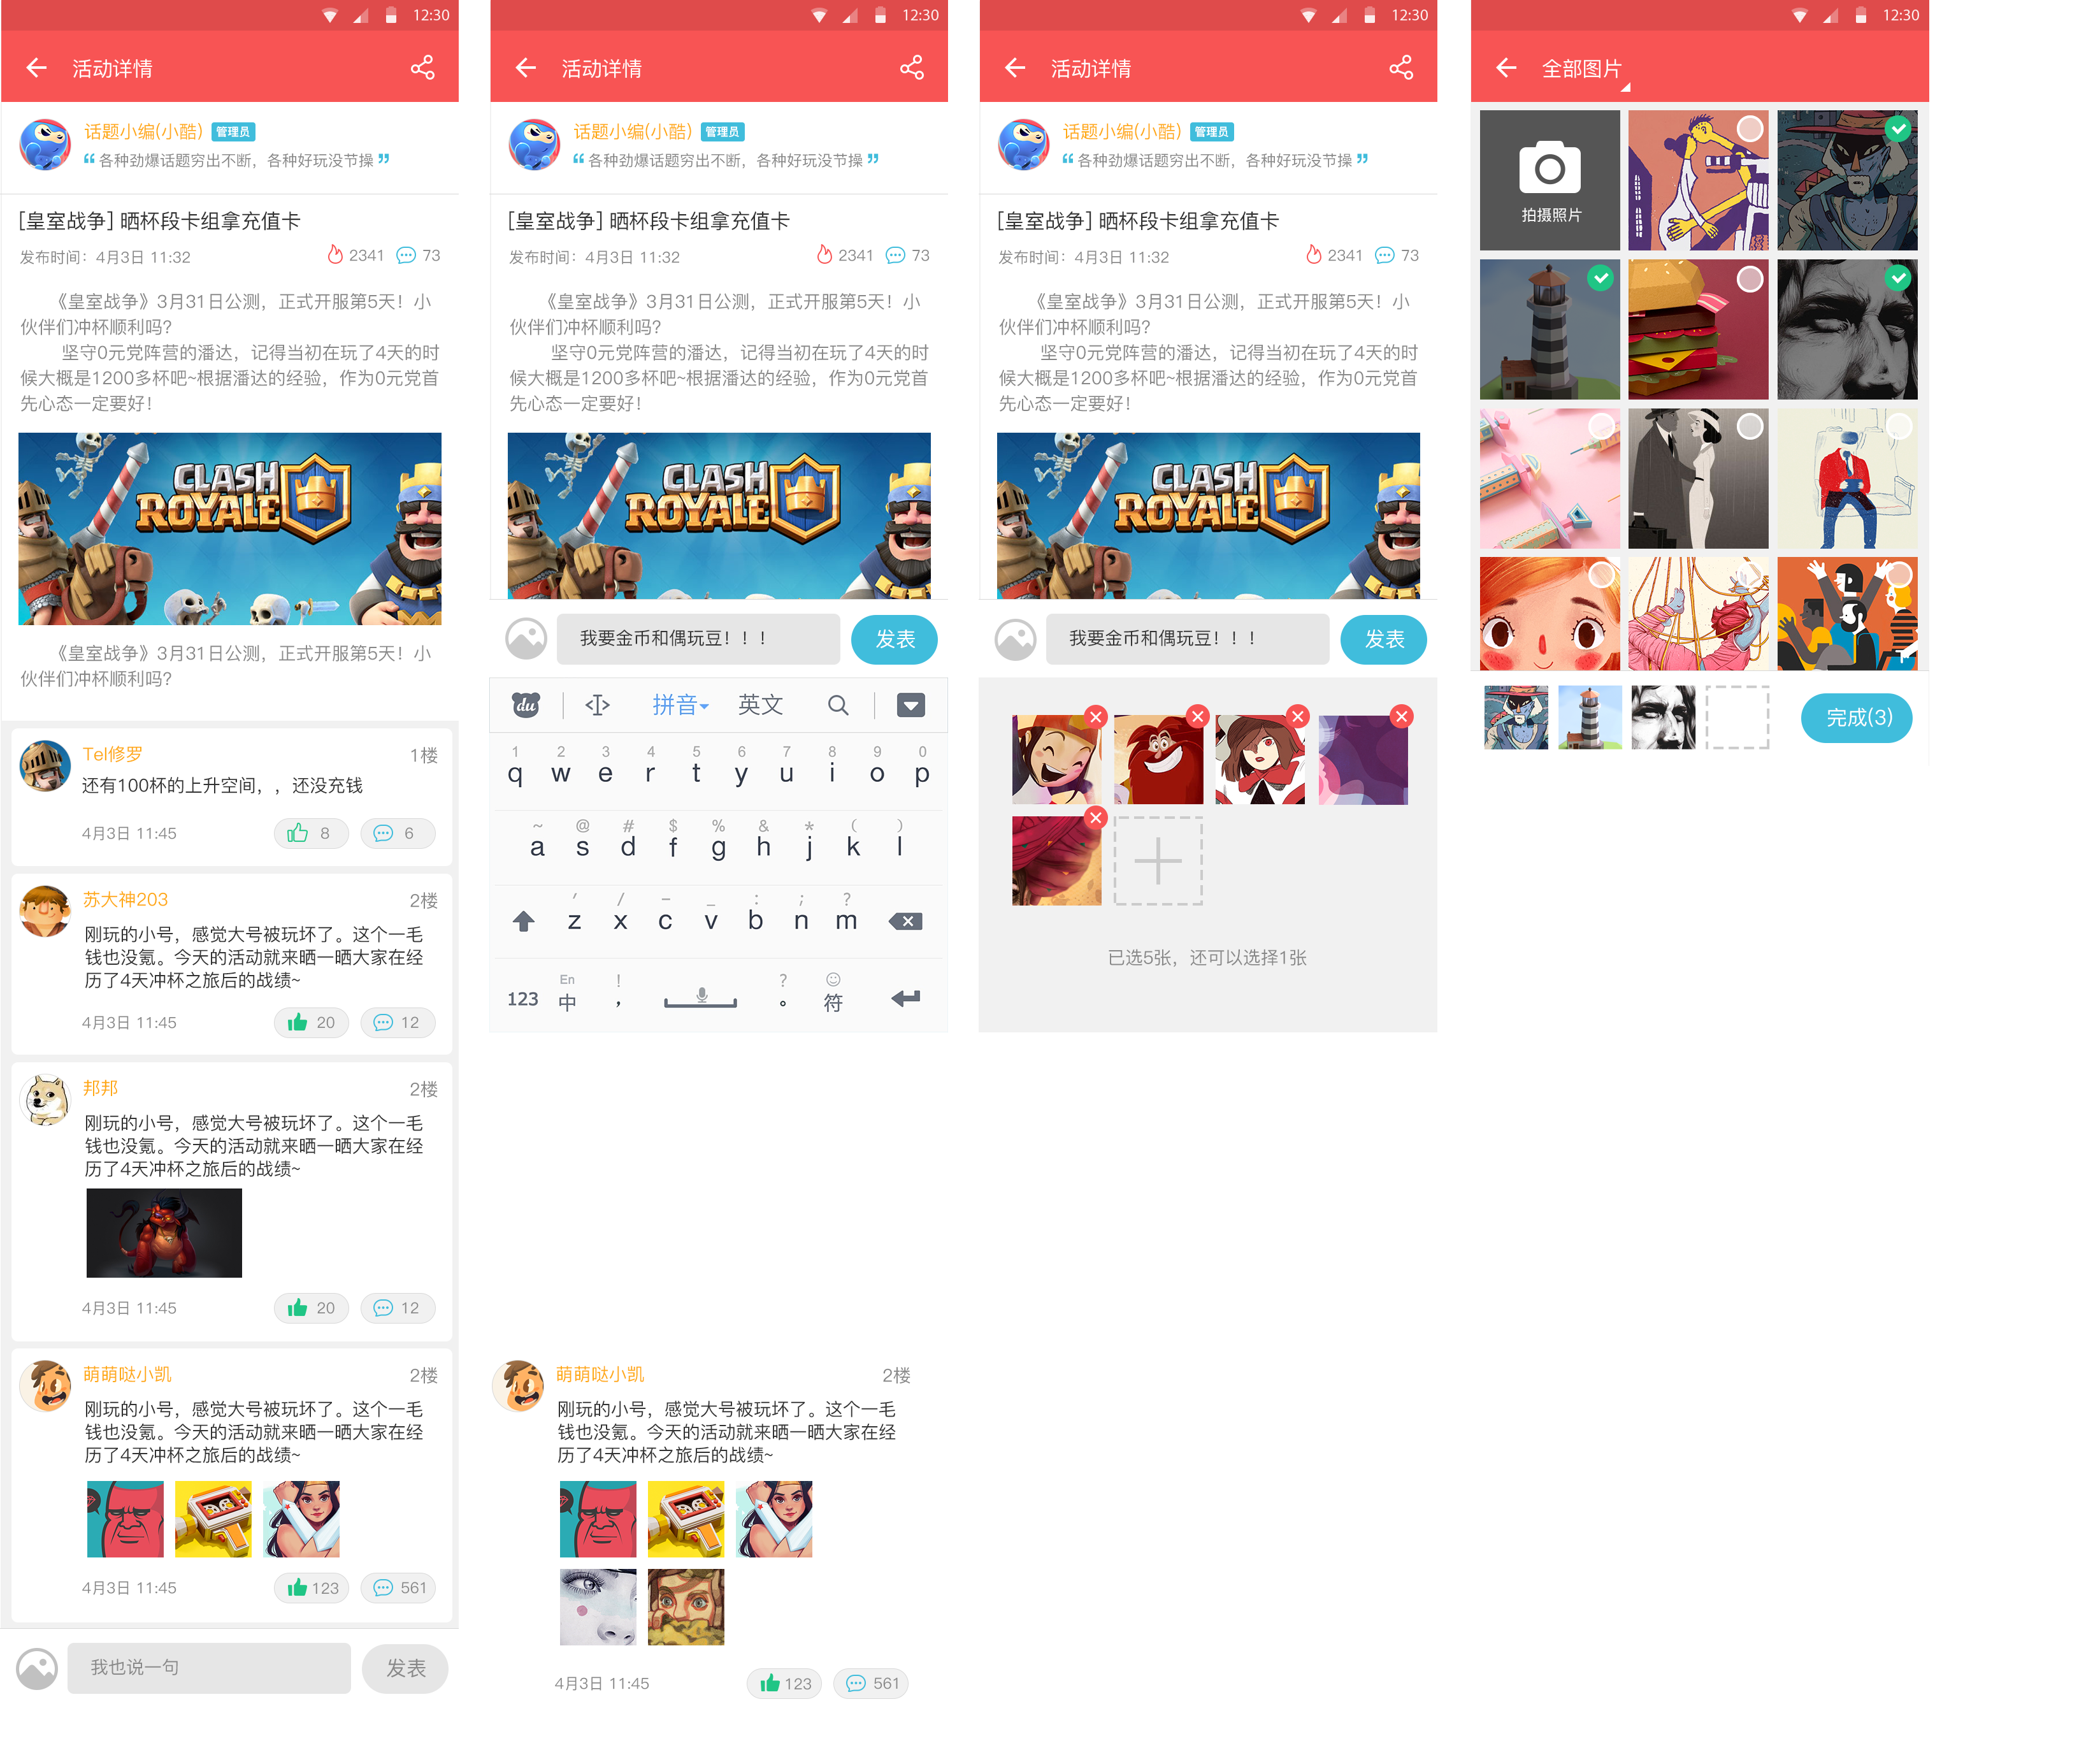 12:30
活动详情
话题小编(小酷) 管理员
“ 各种劲爆话题穷出不断，各种好玩没节操 ”
[皇室战争] 晒杯段卡组拿充值卡
发布时间：4月3日 11:32 2341 73
《皇室战争》3月31日公测，正式开服第5天！小
伙伴们冲杯顺利吗?
坚守0元党阵营的潘达，记得当初在玩了4天的时
候大概是1200多杯吧~根据潘达的经验，作为0元党首
先心态一定要好！
CLASH
ROYALE
《皇室战争》3月31日公测，正式开服第5天！小
伙伴们冲杯顺利吗?
Tel修罗 1楼
还有100杯的上升空间，，还没充钱
4月3日 11:45 8 6
苏大神203 2楼
刚玩的小号，感觉大号被玩坏了。这个一毛
钱也没氪。今天的活动就来晒一晒大家在经
历了4天冲杯之旅后的战绩~
4月3日 11:45 20 12
邦邦 2楼
刚玩的小号，感觉大号被玩坏了。这个一毛
钱也没氪。今天的活动就来晒一晒大家在经
历了4天冲杯之旅后的战绩~
4月3日 11:45 20 12
萌萌哒小凯 2楼
刚玩的小号，感觉大号被玩坏了。这个一毛
钱也没氪。今天的活动就来晒一晒大家在经
历了4天冲杯之旅后的战绩~
4月3日 11:45 123 561
我也说一句 发表
12:30
活动详情
话题小编(小酷) 管理员
“ 各种劲爆话题穷出不断，各种好玩没节操 ”
[皇室战争] 晒杯段卡组拿充值卡
发布时间：4月3日 11:32 2341 73
《皇室战争》3月31日公测，正式开服第5天！小
伙伴们冲杯顺利吗?
坚守0元党阵营的潘达，记得当初在玩了4天的时
候大概是1200多杯吧~根据潘达的经验，作为0元党首
先心态一定要好！
CLASH
ROYALE
我要金币和偶玩豆！！！ 发表
du 拼音 英文
1 2 3 4 5 6 7 8 9 0
q w e r t y u i o p
~ @ # $ % & * ( )
a s d f g h j k l
′ / – _ : ; ?
z x c v b n m
En ! ?
123 中 ， 。 符
萌萌哒小凯 2楼
刚玩的小号，感觉大号被玩坏了。这个一毛
钱也没氪。今天的活动就来晒一晒大家在经
历了4天冲杯之旅后的战绩~
4月3日 11:45 123 561
12:30
活动详情
话题小编(小酷) 管理员
“ 各种劲爆话题穷出不断，各种好玩没节操 ”
[皇室战争] 晒杯段卡组拿充值卡
发布时间：4月3日 11:32 2341 73
《皇室战争》3月31日公测，正式开服第5天！小
伙伴们冲杯顺利吗?
坚守0元党阵营的潘达，记得当初在玩了4天的时
候大概是1200多杯吧~根据潘达的经验，作为0元党首
先心态一定要好！
CLASH
ROYALE
我要金币和偶玩豆！！！ 发表
已选5张，还可以选择1张
12:30
全部图片
拍摄照片
完成(3)